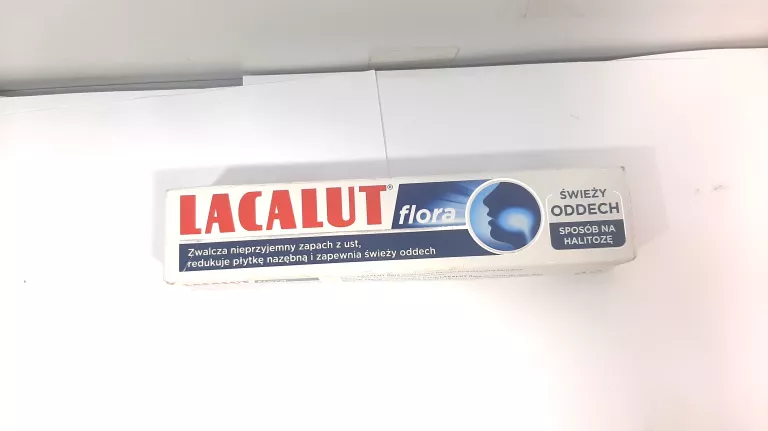 LACALUT® flora
Zwalcza nieprzyjemny zapach z ust,
redukuje płytkę nazębną i zapewnia świeży oddech
ŚWIEŻY
ODDECH
SPOSÓB NA
HALITOZĘ